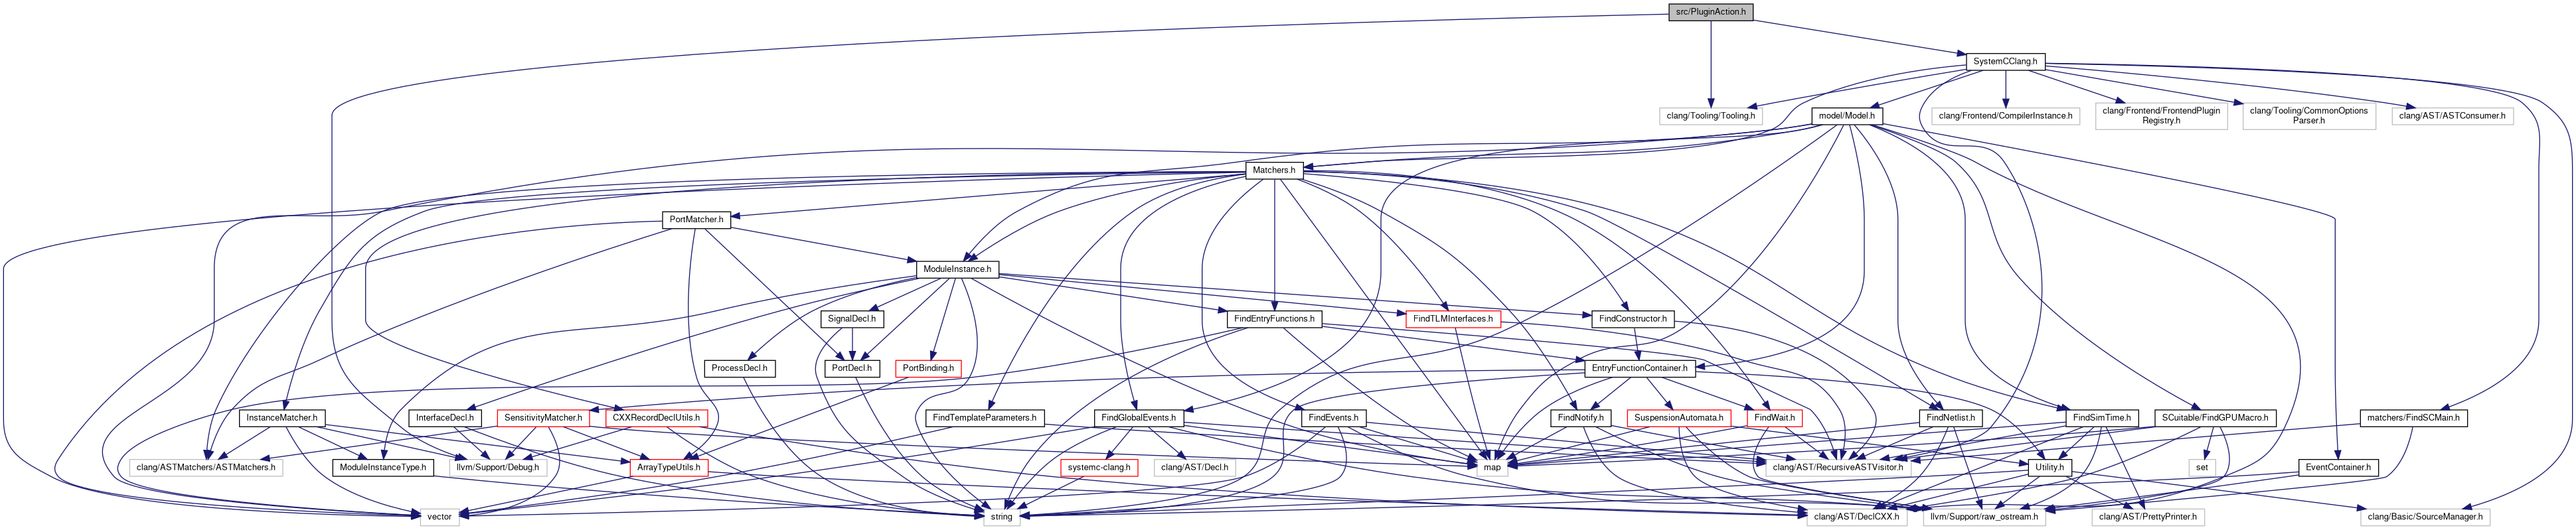 src/PluginAction.h
SystemCClang.h
clang/Tooling/Tooling.h
model/Model.h
clang/Frontend/CompilerInstance.h
clang/Frontend/FrontendPlugin
Registry.h
clang/Tooling/CommonOptions
Parser.h
clang/AST/ASTConsumer.h
Matchers.h
PortMatcher.h
ModuleInstance.h
SignalDecl.h
FindEntryFunctions.h
FindTLMInterfaces.h
FindConstructor.h
ProcessDecl.h
PortDecl.h
PortBinding.h
EntryFunctionContainer.h
InstanceMatcher.h
InterfaceDecl.h
SensitivityMatcher.h
CXXRecordDeclUtils.h
FindTemplateParameters.h
FindGlobalEvents.h
FindEvents.h
FindNotify.h
SuspensionAutomata.h
FindWait.h
FindNetlist.h
FindSimTime.h
SCuitable/FindGPUMacro.h
matchers/FindSCMain.h
clang/ASTMatchers/ASTMatchers.h
ModuleInstanceType.h
llvm/Support/Debug.h
ArrayTypeUtils.h
systemc-clang.h
clang/AST/Decl.h
map
clang/AST/RecursiveASTVisitor.h
Utility.h
set
EventContainer.h
vector
string
clang/AST/DeclCXX.h
llvm/Support/raw_ostream.h
clang/AST/PrettyPrinter.h
clang/Basic/SourceManager.h